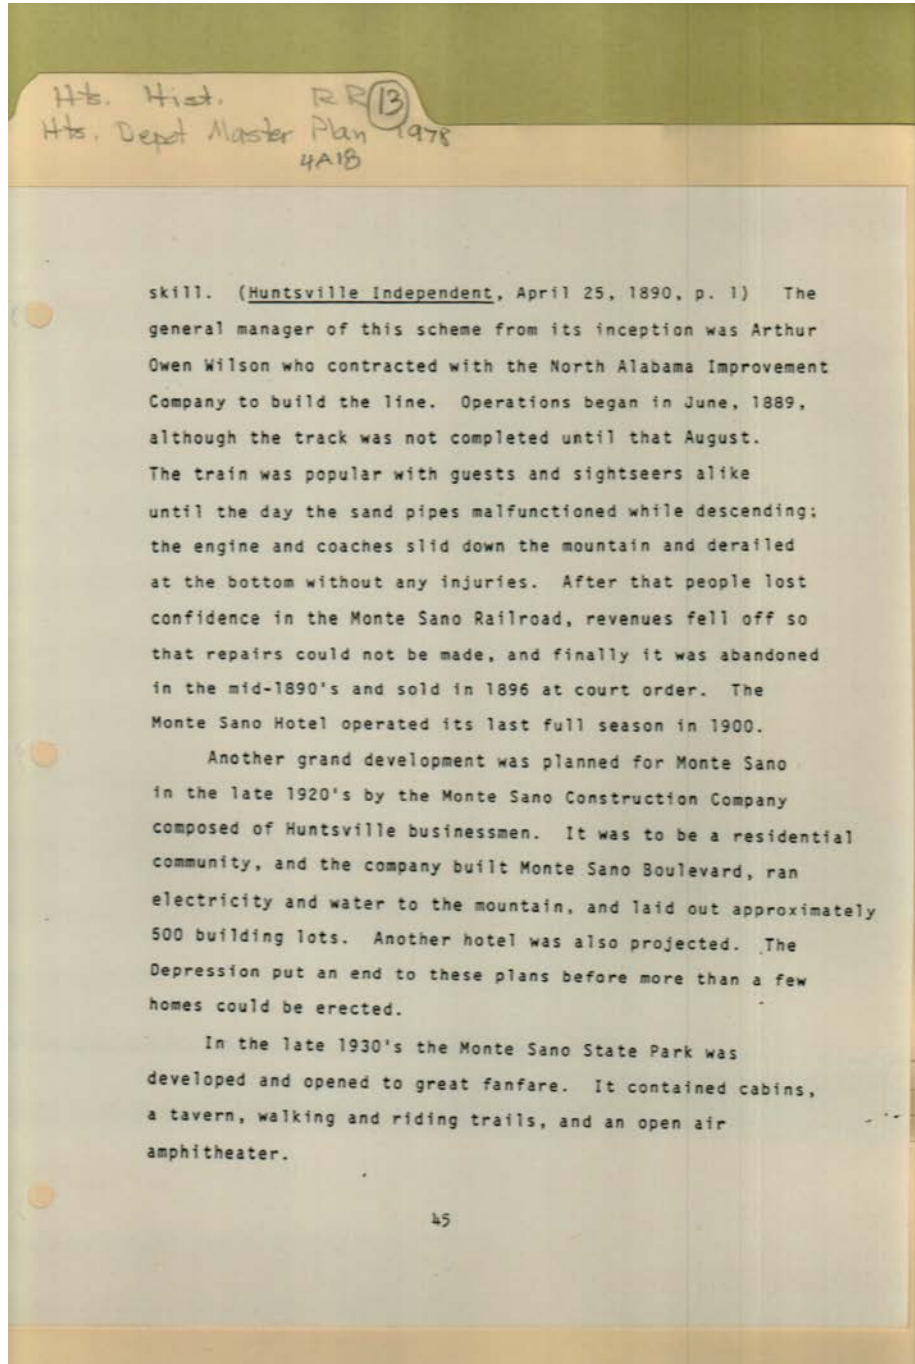 Hts. Hist. RR 13
Hts. Depot Master Plan 1978
4A18
skill. (Huntsville Independent, April 25, 1890, p. 1) The
general manager of this scheme from its inception was Arthur
Owen Wilson who contracted with the North Alabama Improvement
Company to build the line. Operations began in June, 1889,
although the track was not completed until that August.
The train was popular with guests and sightseers alike
until the day the sand pipes malfunctioned while descending;
the engine and coaches slid down the mountain and derailed
at the bottom without any injuries. After that people lost
confidence in the Monte Sano Railroad, revenues fell off so
that repairs could not be made, and finally it was abandoned
in the mid-1890's and sold in 1896 at court order. The
Monte Sano Hotel operated its last full season in 1900.
Another grand development was planned for Monte Sano
in the late 1920's by the Monte Sano Construction Company
composed of Huntsville businessmen. It was to be a residential
community, and the company built Monte Sano Boulevard, ran
electricity and water to the mountain, and laid out approximately
500 building lots. Another hotel was also projected. The
Depression put an end to these plans before more than a few
homes could be erected.
In the late 1930's the Monte Sano State Park was
developed and opened to great fanfare. It contained cabins,
a tavern, walking and riding trails, and an open air
amphitheater.
45